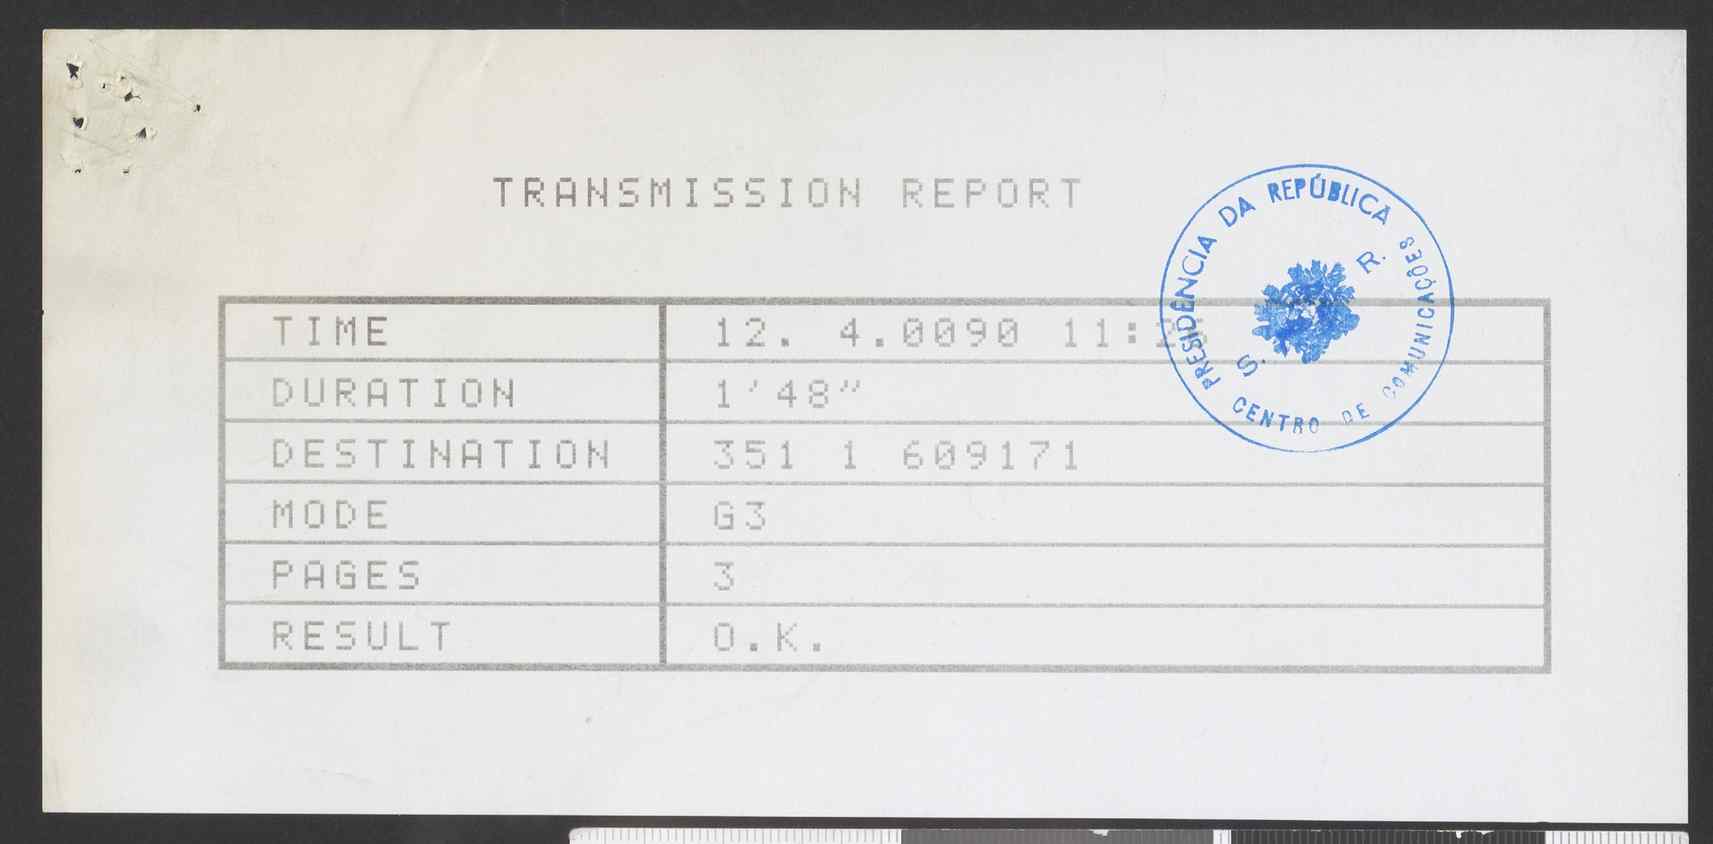 TRANSMISSION REPORT
TIME 12. 4.0090
DURATION 1'48"
DESTINATION 351 1 609171
MODE G3
PAGES 3
RESULT O.K.
PRESIDÊNCIA DA REPÚBLICA
S. R.
CENTRO DE COMUNICAÇÕES